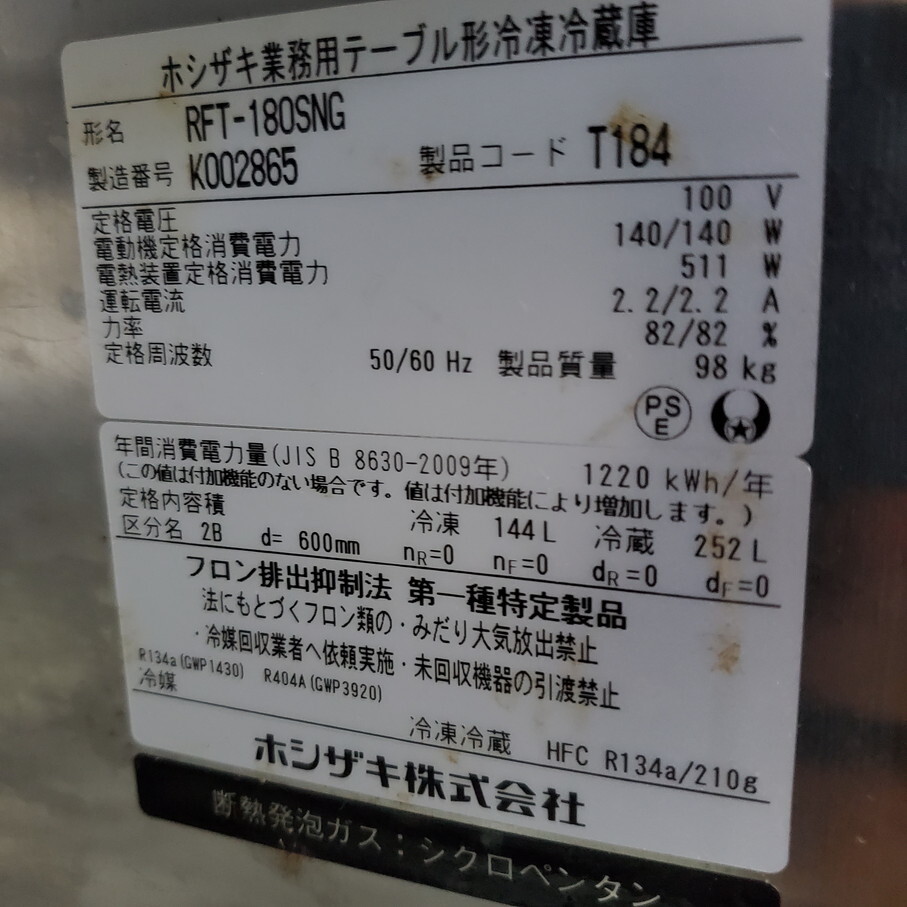 ホシザキ業務用テーブル形冷凍冷蔵庫
形名 RFT-180SNG
製造番号 K002865 製品コード T184
定格電圧 100 V
電動機定格消費電力 140/140 W
電熱装置定格消費電力 511 W
運転電流 2.2/2.2 A
力率 82/82 %
定格周波数 50/60 Hz 製品質量 98 kg
PSE
年間消費電力量(JIS B 8630-2009年) 1220 kWh/年
(この値は付加機能のない場合です。値は付加機能により増加します。)
定格内容積 冷凍 144L 冷蔵 252L
区分名 2B d= 600mm nR=0 nF=0 dR=0 dF=0
フロン排出抑制法 第一種特定製品
法にもとづくフロン類の・みだり大気放出禁止
・冷媒回収業者へ依頼実施・未回収機器の引渡禁止
R134a(GWP1430) R404A(GWP3920)
冷媒 冷凍冷蔵 HFC R134a/210g
ホシザキ株式会社
断熱発泡ガス:シクロペンタン